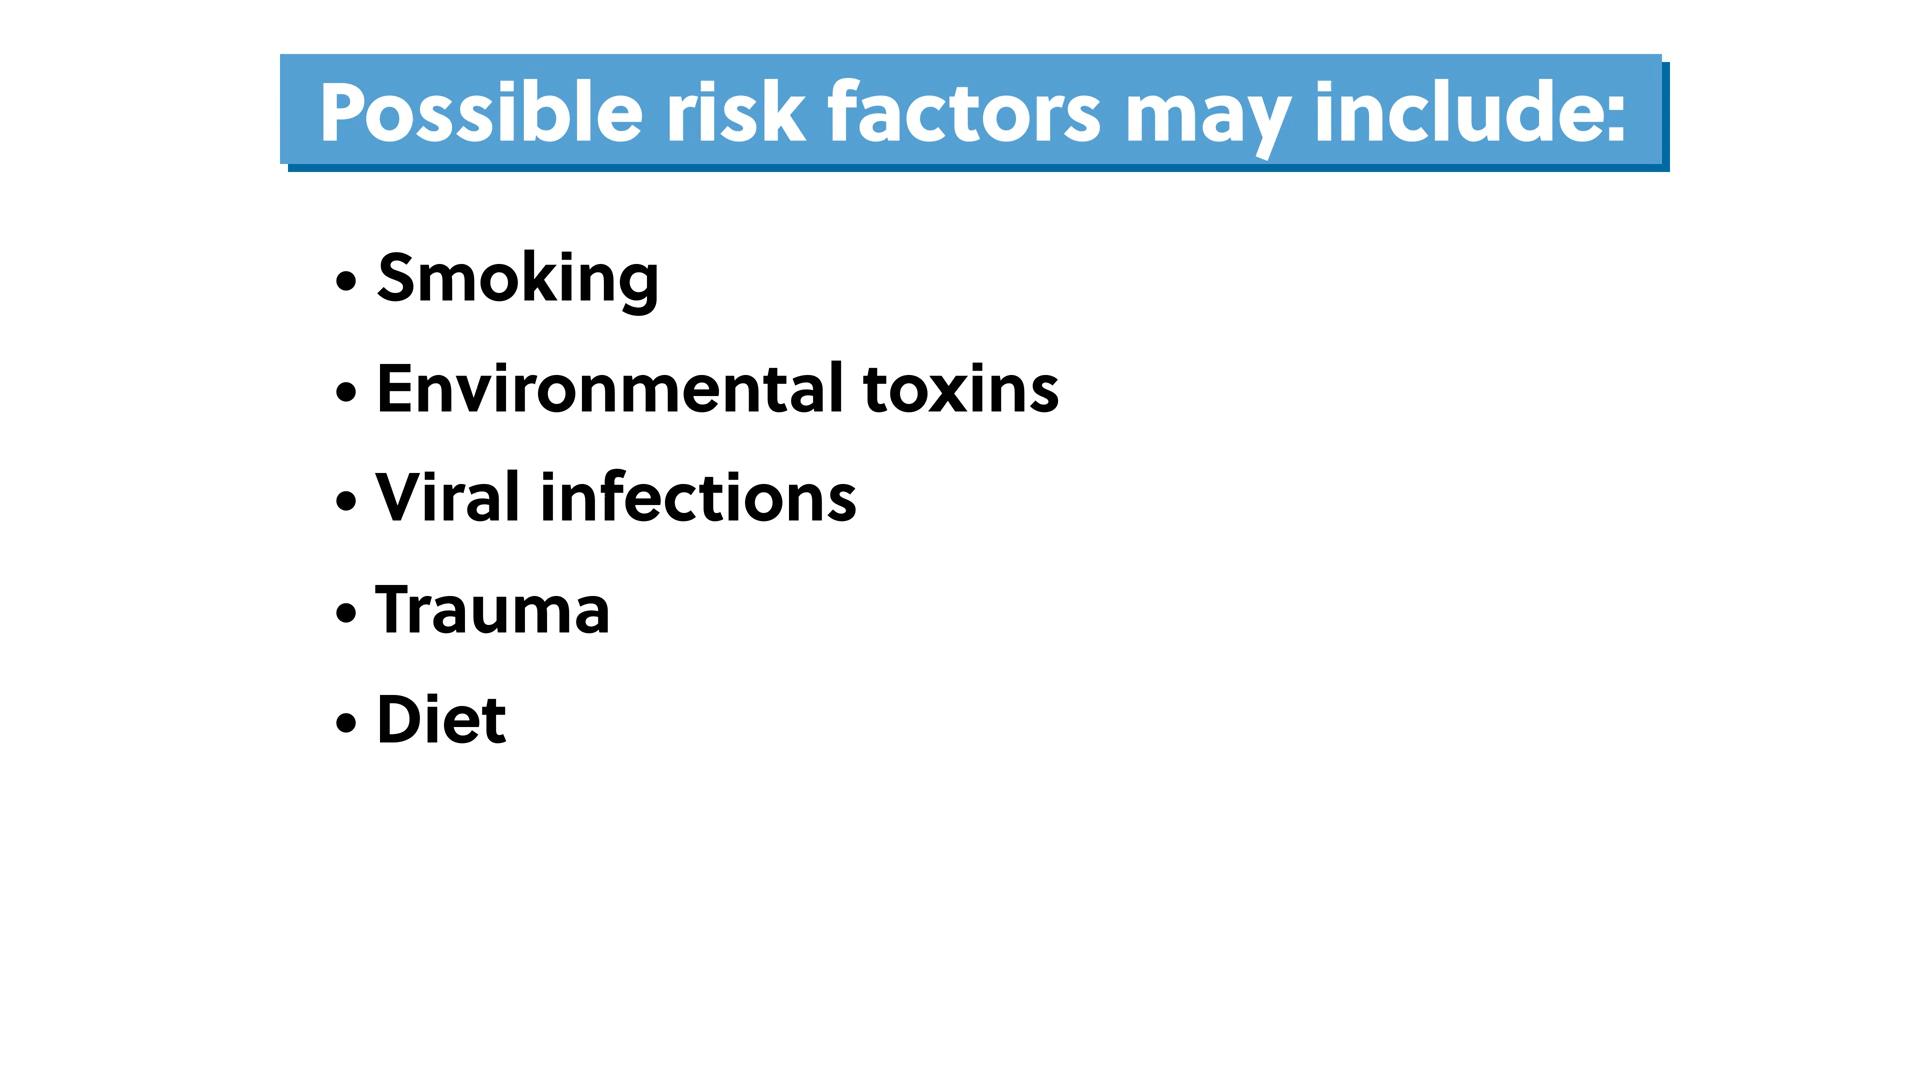 Possible risk factors may include:
• Smoking
• Environmental toxins
• Viral infections
• Trauma
• Diet